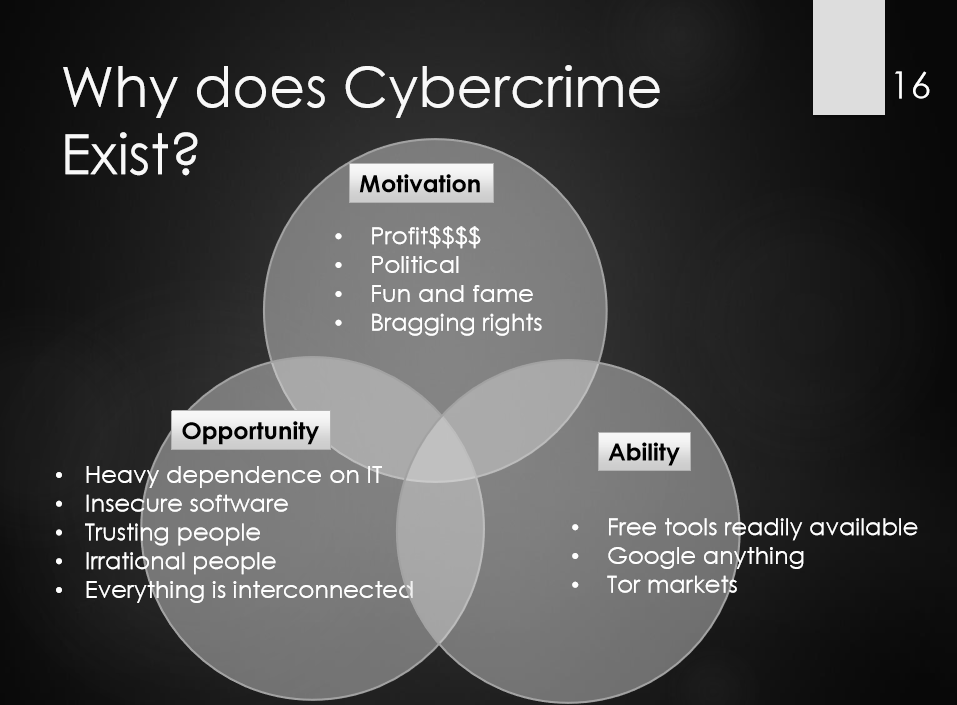 Why does Cybercrime
Exist?
16
Motivation
• Profit$$$$
• Political
• Fun and fame
• Bragging rights
Opportunity
• Heavy dependence on IT
• Insecure software
• Trusting people
• Irrational people
• Everything is interconnected
Ability
• Free tools readily available
• Google anything
• Tor markets